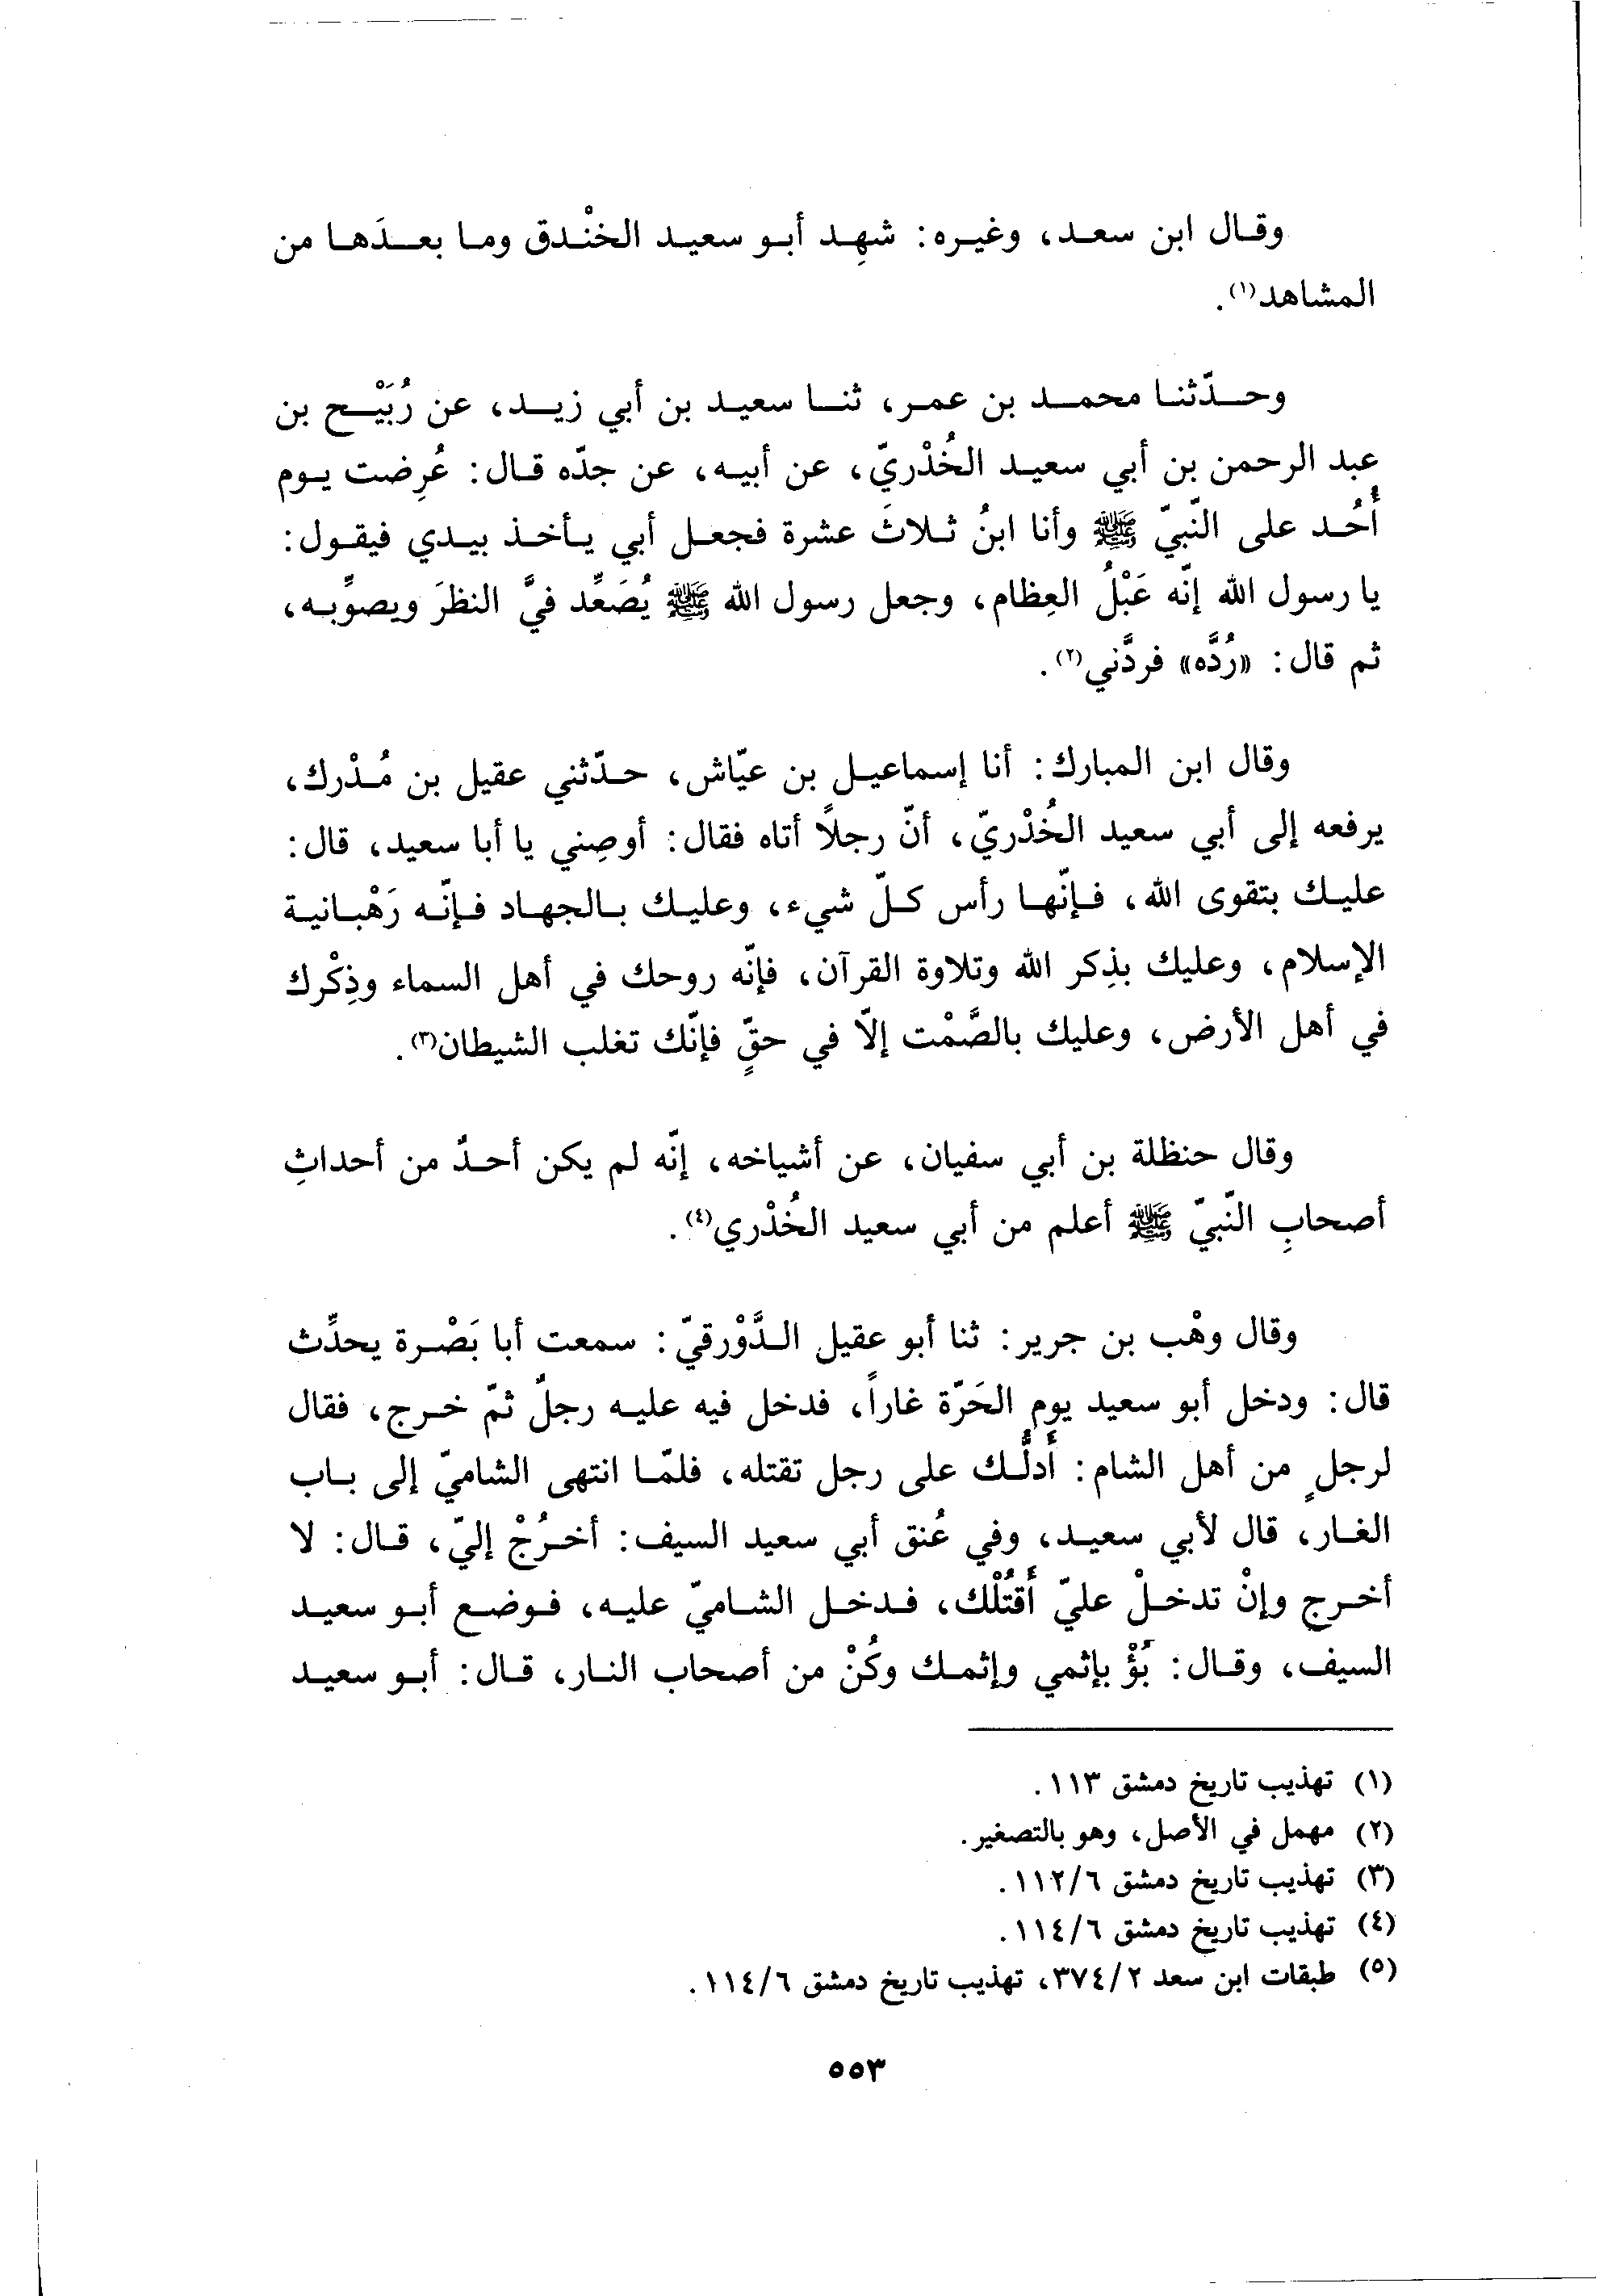 وقال ابن سعد، وغيره: شهِد أبو سعيد الخنْدق وما بعدَها من
المشاهد(١).
وحدّثنا محمد بن عمر، ثنا سعيد بن أبي زيد، عن رُبَيْح بن
عبد الرحمن بن أبي سعيد الخُدْريّ، عن أبيه، عن جدّه قال: عُرِضت يوم
أُحُد على النّبيّ ﷺ وأنا ابنُ ثلاثَ عشرة فجعل أبي يأخذ بيدي فيقول:
يا رسول الله إنّه عَبْلُ العِظام، وجعل رسول الله ﷺ يُصَعِّد فيَّ النظرَ ويصوِّبه،
ثم قال: «رُدَّه» فردَّني(٢).
وقال ابن المبارك: أنا إسماعيل بن عيّاش، حدّثني عقيل بن مُدْرك،
يرفعه إلى أبي سعيد الخُدْريّ، أنّ رجلاً أتاه فقال: أوصِني يا أبا سعيد، قال:
عليك بتقوى الله، فإنّها رأس كلّ شيء، وعليك بالجهاد فإنّه رَهْبانية
الإسلام، وعليك بذِكر الله وتلاوة القرآن، فإنّه روحك في أهل السماء وذِكْرك
في أهل الأرض، وعليك بالصَّمْت إلّا في حقٍّ فإنّك تغلب الشيطان(٣).
وقال حنظلة بن أبي سفيان، عن أشياخه، إنّه لم يكن أحدٌ من أحداثِ
أصحابِ النّبيّ ﷺ أعلم من أبي سعيد الخُدْري(٤).
وقال وهْب بن جرير: ثنا أبو عقيل الدَّوْرقيّ: سمعت أبا بَصْرة يحدِّث
قال: ودخل أبو سعيد يوم الحَرّة غاراً، فدخل فيه عليه رجلٌ ثمّ خرج، فقال
لرجلٍ من أهل الشام: أَدلُّك على رجل تقتله، فلمّا انتهى الشاميّ إلى باب
الغار، قال لأبي سعيد، وفي عُنق أبي سعيد السيف: أخرُجْ إليّ، قال: لا
أخرج وإنْ تدخلْ عليّ أَقتُلْك، فدخل الشاميّ عليه، فوضع أبو سعيد
السيف، وقال: بُؤْ بإثمي وإثمك وكُنْ من أصحاب النار، قال: أبو سعيد
(١) تهذيب تاريخ دمشق ١١٣.
(٢) مهمل في الأصل، وهو بالتصغير.
(٣) تهذيب تاريخ دمشق ١١٢/٦.
(٤) تهذيب تاريخ دمشق ١١٤/٦.
(٥) طبقات ابن سعد ٣٧٤/٢، تهذيب تاريخ دمشق ١١٤/٦.
٥٥٣